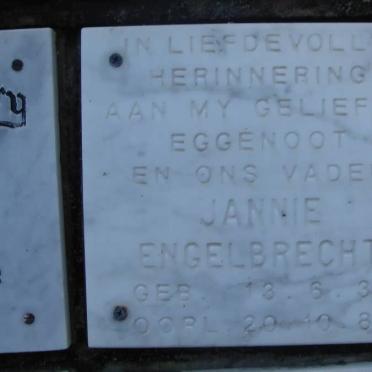 IN LIEFDEVOLLE
HERINNERING
AAN MY GELIEF
EGGENOOT
EN ONS VADER
JANNIE
ENGELBRECHT
GEB. 13.6.3
OORL. 20.10.8